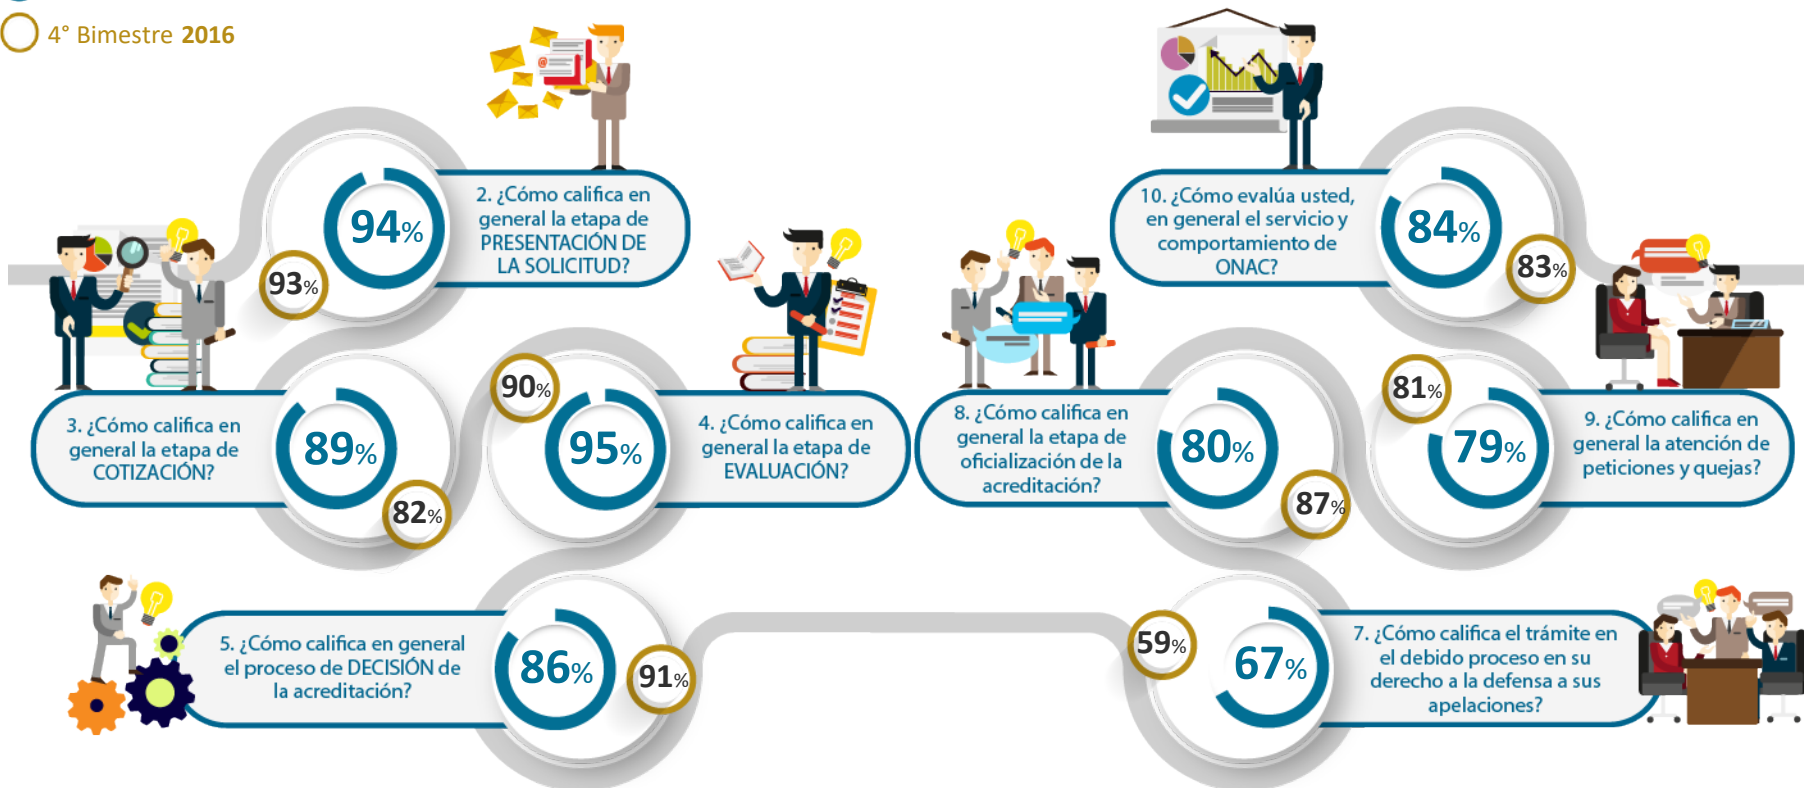 4° Bimestre 2016
2. ¿Cómo califica en
general la etapa de
PRESENTACIÓN DE
LA SOLICITUD?
94%
93%
3. ¿Cómo califica en
general la etapa de
COTIZACIÓN?
89%
82%
4. ¿Cómo califica en
general la etapa de
EVALUACIÓN?
95%
90%
5. ¿Cómo califica en general
el proceso de DECISIÓN de
la acreditación?
86%
91%
7. ¿Cómo califica el trámite en
el debido proceso en su
derecho a la defensa a sus
apelaciones?
67%
59%
8. ¿Cómo califica en
general la etapa de
oficialización de la
acreditación?
80%
87%
9. ¿Cómo califica en
general la atención de
peticiones y quejas?
79%
81%
10. ¿Cómo evalúa usted,
en general el servicio y
comportamiento de
ONAC?
84%
83%